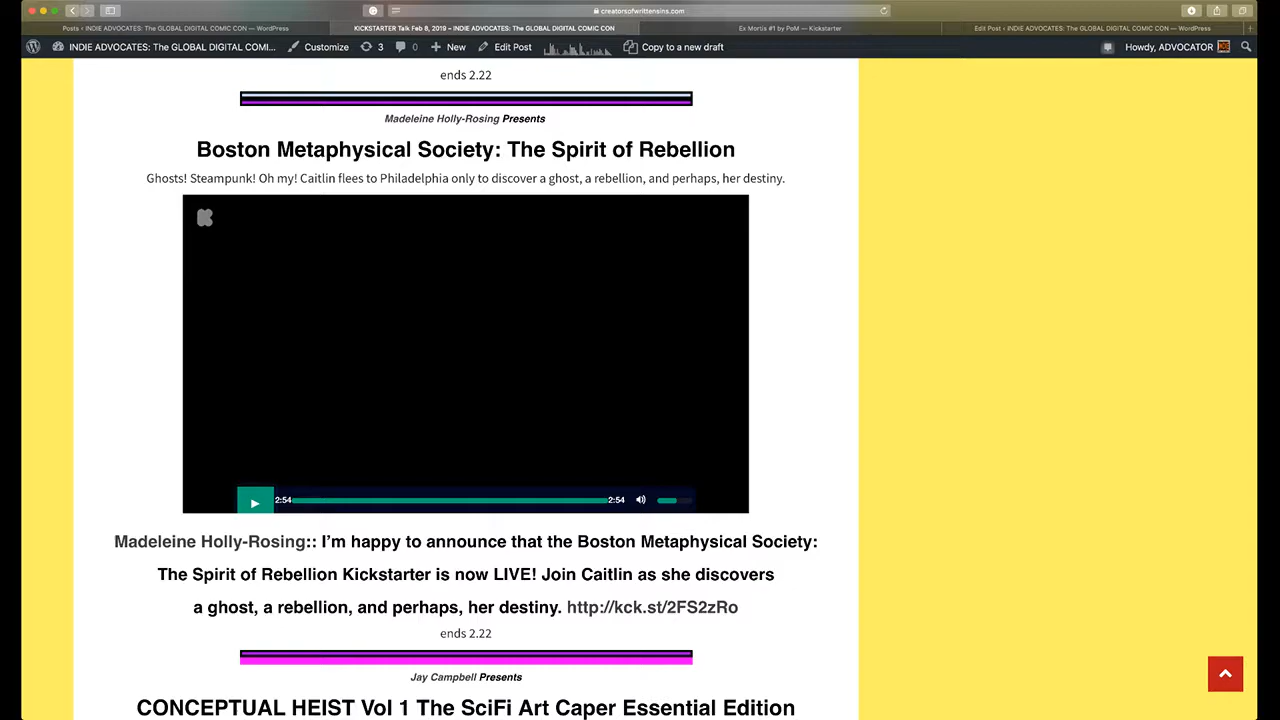 creatorsofwrittensins.com
Posts ‹ INDIE ADVOCATES: The GLOBAL DIGITAL COMIC CON — WordPress
KICKSTARTER Talk Feb 8, 2019 – INDIE ADVOCATES: The GLOBAL DIGITAL COMIC CON
Ex Mortis #1 by PoM — Kickstarter
Edit Post ‹ INDIE ADVOCATES: The GLOBAL DIGITAL COMIC CON — WordPress
INDIE ADVOCATES: The GLOBAL DIGITAL COMI... Customize 3 0 New Edit Post Copy to a new draft Howdy, ADVOCATOR
ends 2.22
Madeleine Holly-Rosing Presents
Boston Metaphysical Society: The Spirit of Rebellion
Ghosts! Steampunk! Oh my! Caitlin flees to Philadelphia only to discover a ghost, a rebellion, and perhaps, her destiny.
K
2:54 2:54
Madeleine Holly-Rosing:: I’m happy to announce that the Boston Metaphysical Society:
The Spirit of Rebellion Kickstarter is now LIVE! Join Caitlin as she discovers
a ghost, a rebellion, and perhaps, her destiny. http://kck.st/2FS2zRo
ends 2.22
Jay Campbell Presents
CONCEPTUAL HEIST Vol 1 The SciFi Art Caper Essential Edition